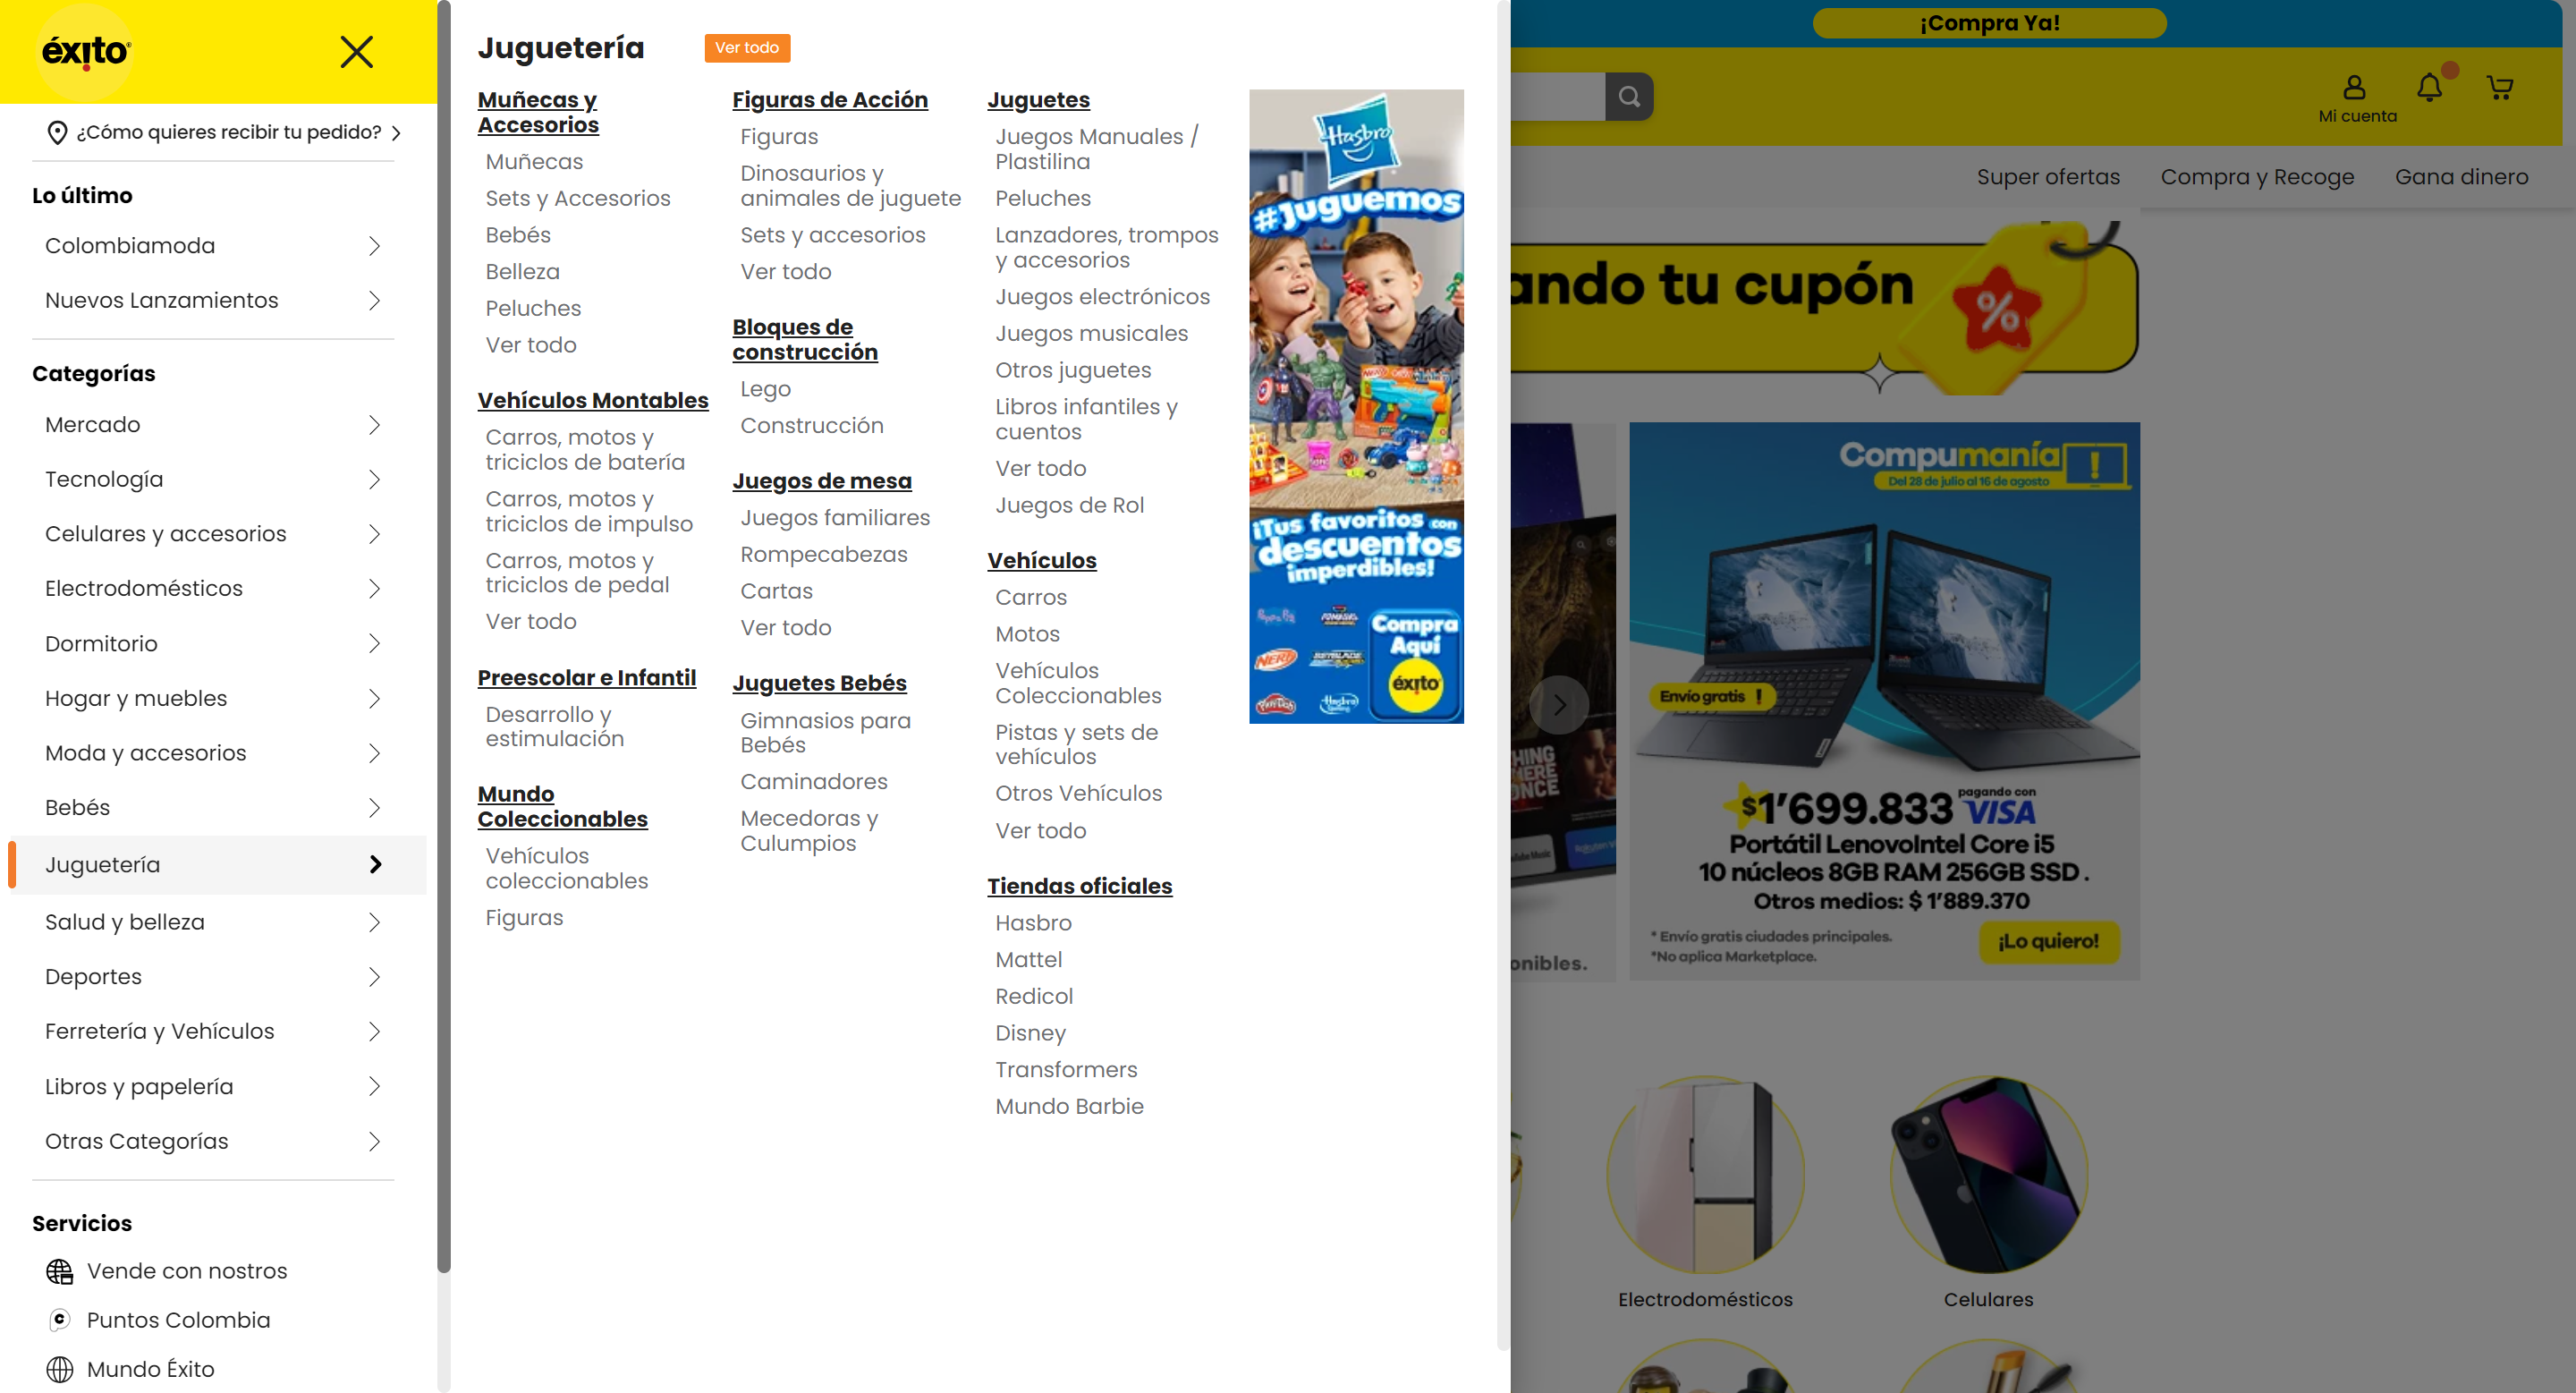 éxito
¿Cómo quieres recibir tu pedido?
Lo último
Colombiamoda
Nuevos Lanzamientos
Categorías
Mercado
Tecnología
Celulares y accesorios
Electrodomésticos
Dormitorio
Hogar y muebles
Moda y accesorios
Bebés
Juguetería
Salud y belleza
Deportes
Ferretería y Vehículos
Libros y papelería
Otras Categorías
Servicios
Vende con nostros
Puntos Colombia
Mundo Éxito
Juguetería
Ver todo
Muñecas y
Accesorios
Muñecas
Sets y Accesorios
Bebés
Belleza
Peluches
Ver todo
Vehículos Montables
Carros, motos y
triciclos de batería
Carros, motos y
triciclos de impulso
Carros, motos y
triciclos de pedal
Ver todo
Preescolar e Infantil
Desarrollo y
estimulación
Mundo
Coleccionables
Vehículos
coleccionables
Figuras
Figuras de Acción
Figuras
Dinosaurios y
animales de juguete
Sets y accesorios
Ver todo
Bloques de
construcción
Lego
Construcción
Juegos de mesa
Juegos familiares
Rompecabezas
Cartas
Ver todo
Juguetes Bebés
Gimnasios para
Bebés
Caminadores
Mecedoras y
Culumpios
Juguetes
Juegos Manuales /
Plastilina
Peluches
Lanzadores, trompos
y accesorios
Juegos electrónicos
Juegos musicales
Otros juguetes
Libros infantiles y
cuentos
Ver todo
Juegos de Rol
Vehículos
Carros
Motos
Vehículos
Coleccionables
Pistas y sets de
vehículos
Otros Vehículos
Ver todo
Tiendas oficiales
Hasbro
Mattel
Redicol
Disney
Transformers
Mundo Barbie
Hasbro
#Juguemos
¡Tus favoritos con
descuentos
imperdibles!
Peppa Pig
NERF
Play-Doh
Hasbro
Gaming
Compra
Aquí
éxito
¡Compra Ya!
Mi cuenta
Super ofertas
Compra y Recoge
Gana dinero
ando tu cupón
%
HING
HERE
ONCE
onibles.
Compumanía
Del 28 de julio al 16 de agosto
Envío gratis !
$1'699.833
pagando con
VISA
Portátil LenovoIntel Core i5
10 núcleos 8GB RAM 256GB SSD .
Otros medios: $ 1'889.370
* Envío gratis ciudades principales.
*No aplica Marketplace.
¡Lo quiero!
Electrodomésticos
Celulares